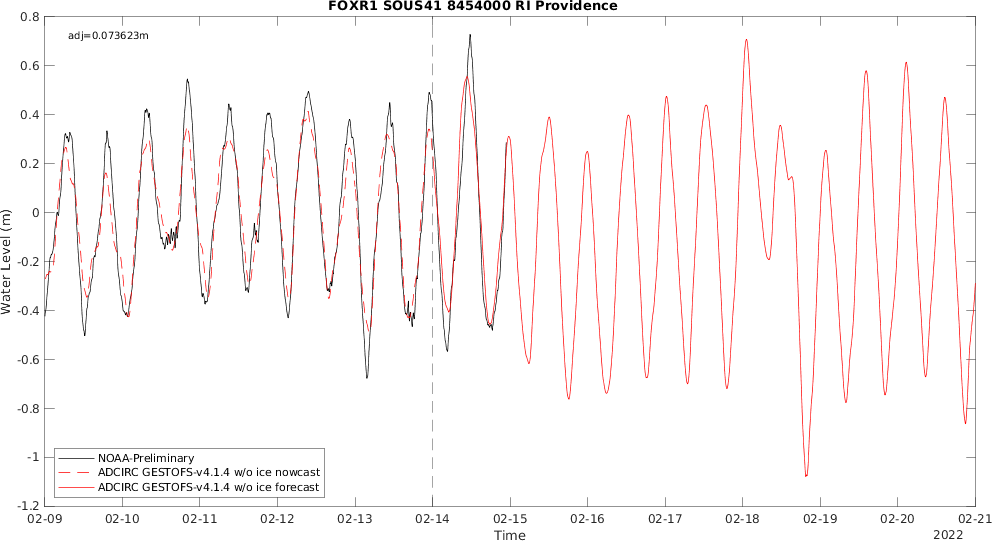 FOXR1 SOUS41 8454000 RI Providence
adj=0.073623m
0.8
0.6
0.4
0.2
0
-0.2
-0.4
-0.6
-0.8
-1
-1.2
Water Level (m)
NOAA-Preliminary
ADCIRC GESTOFS-v4.1.4 w/o ice nowcast
ADCIRC GESTOFS-v4.1.4 w/o ice forecast
02-09 02-10 02-11 02-12 02-13 02-14 02-15 02-16 02-17 02-18 02-19 02-20 02-21
Time
2022